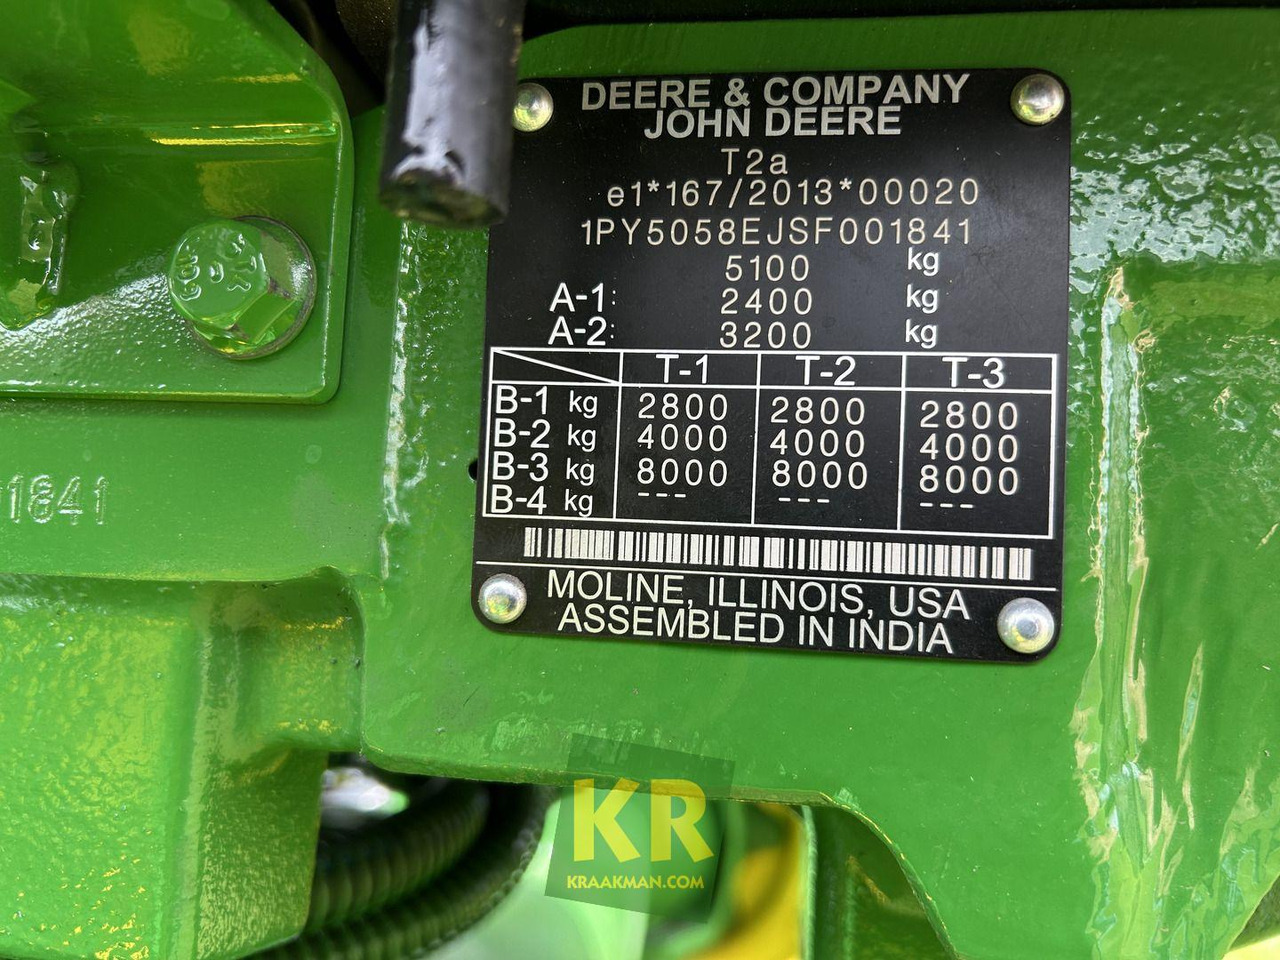 DEERE & COMPANY
JOHN DEERE
T2a
e1*167/2013*00020
1PY5058EJSF001841
5100 kg
A-1: 2400 kg
A-2: 3200 kg
T-1 T-2 T-3
B-1 kg 2800 2800 2800
B-2 kg 4000 4000 4000
B-3 kg 8000 8000 8000
B-4 kg --- --- ---
MOLINE, ILLINOIS, USA
ASSEMBLED IN INDIA
1841
KR
KRAAKMAN.COM